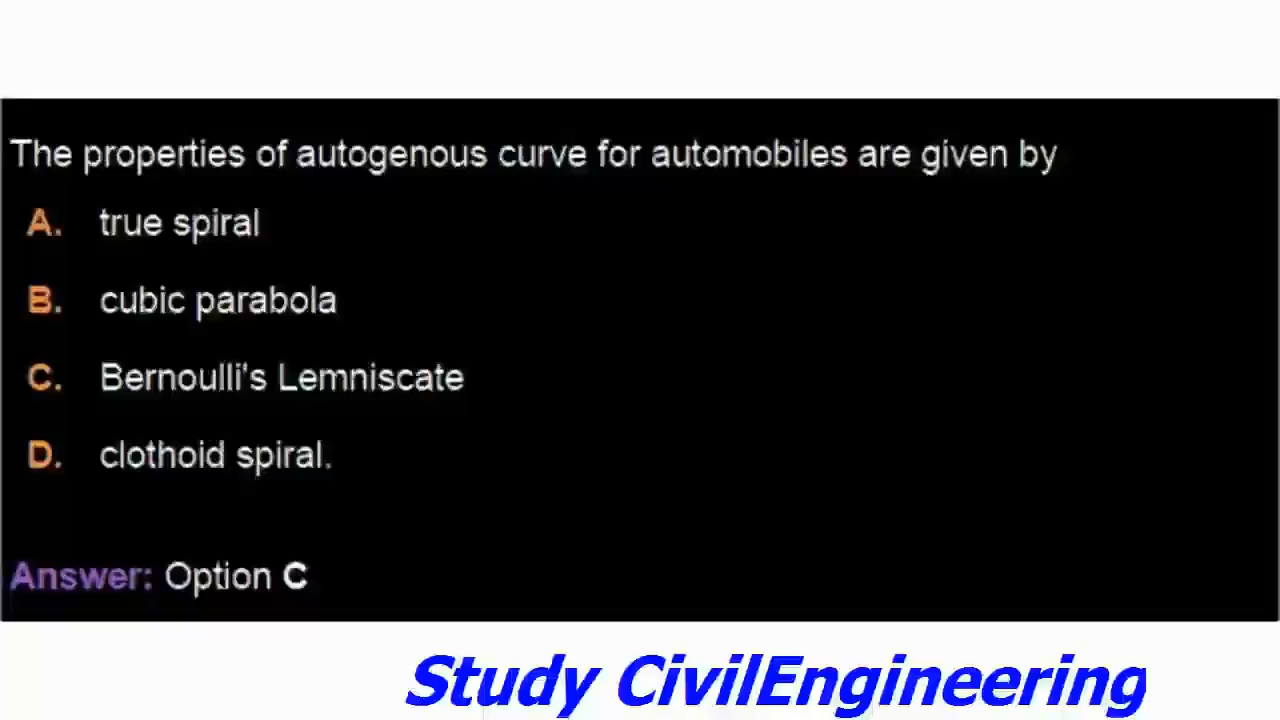 The properties of autogenous curve for automobiles are given by
A. true spiral
B. cubic parabola
C. Bernoulli's Lemniscate
D. clothoid spiral.
Answer: Option C
Study CivilEngineering